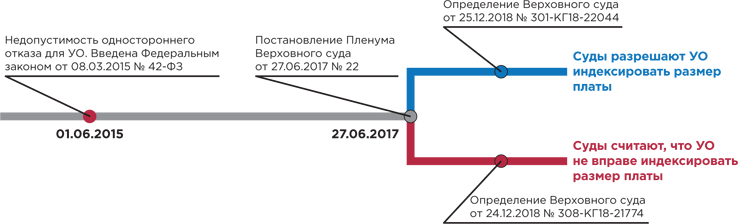 Определение Верховного суда
от 25.12.2018 № 301-КГ18-22044
Недопустимость одностороннего
отказа для УО. Введена Федеральным
законом от 08.03.2015 № 42-ФЗ
Постановление Пленума
Верховного суда
от 27.06.2017 № 22
Суды разрешают УО
индексировать размер
платы
01.06.2015
27.06.2017
Суды считают, что УО
не вправе индексировать
размер платы
Определение Верховного суда
от 24.12.2018 № 308-КГ18-21774